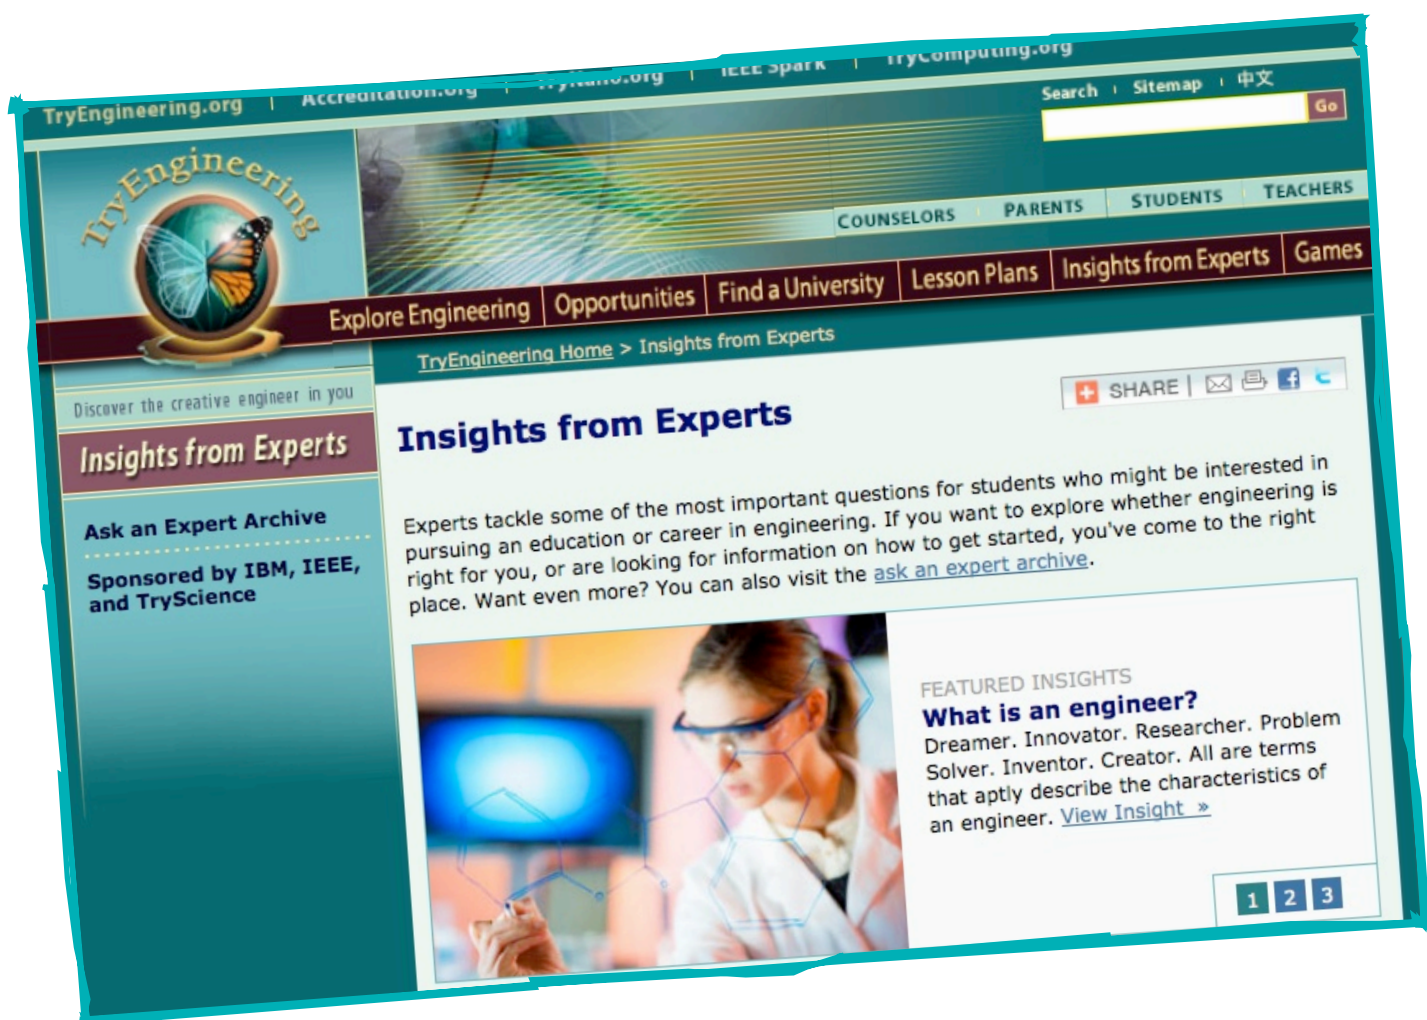 TryEngineering.org | Accreditation.org | TryNano.org | IEEE Spark | TryComputing.org
Search | Sitemap | 中文
Go
TryEngineering
COUNSELORS
PARENTS
STUDENTS
TEACHERS
Explore Engineering | Opportunities | Find a University | Lesson Plans | Insights from Experts | Games
TryEngineering Home > Insights from Experts
Discover the creative engineer in you
Insights from Experts
Ask an Expert Archive
Sponsored by IBM, IEEE,
and TryScience
SHARE |
Insights from Experts
Experts tackle some of the most important questions for students who might be interested in
pursuing an education or career in engineering. If you want to explore whether engineering is
right for you, or are looking for information on how to get started, you've come to the right
place. Want even more? You can also visit the ask an expert archive.
FEATURED INSIGHTS
What is an engineer?
Dreamer. Innovator. Researcher. Problem
Solver. Inventor. Creator. All are terms
that aptly describe the characteristics of
an engineer. View Insight »
1 2 3